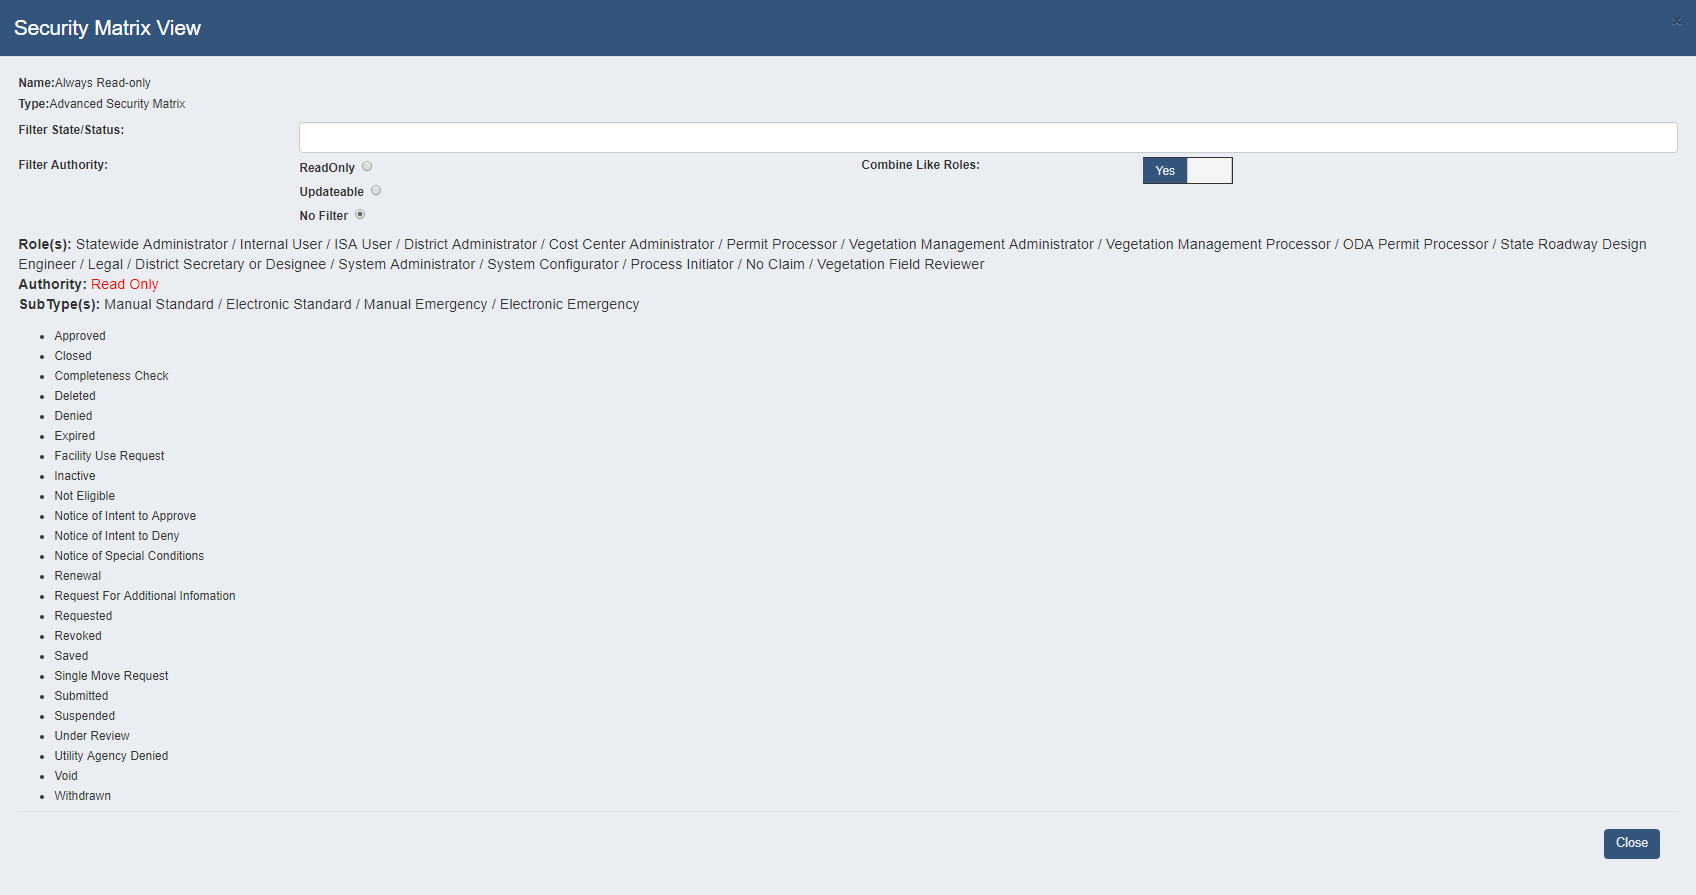 Security Matrix View
×
Name:Always Read-only
Type:Advanced Security Matrix
Filter State/Status:
Filter Authority:
ReadOnly
Combine Like Roles:
Yes
Updateable
No Filter
Role(s): Statewide Administrator / Internal User / ISA User / District Administrator / Cost Center Administrator / Permit Processor / Vegetation Management Administrator / Vegetation Management Processor / ODA Permit Processor / State Roadway Design
Engineer / Legal / District Secretary or Designee / System Administrator / System Configurator / Process Initiator / No Claim / Vegetation Field Reviewer
Authority: Read Only
SubType(s): Manual Standard / Electronic Standard / Manual Emergency / Electronic Emergency
• Approved
• Closed
• Completeness Check
• Deleted
• Denied
• Expired
• Facility Use Request
• Inactive
• Not Eligible
• Notice of Intent to Approve
• Notice of Intent to Deny
• Notice of Special Conditions
• Renewal
• Request For Additional Infomation
• Requested
• Revoked
• Saved
• Single Move Request
• Submitted
• Suspended
• Under Review
• Utility Agency Denied
• Void
• Withdrawn
Close